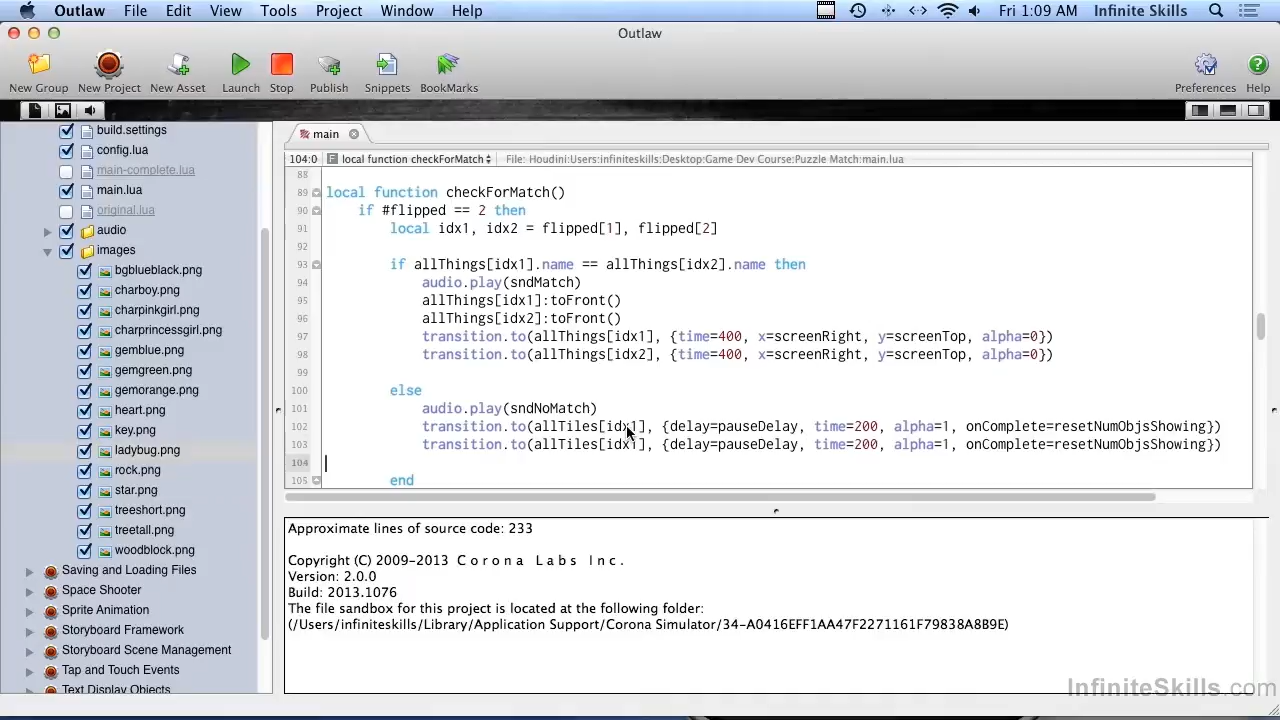 Outlaw File Edit View Tools Project Window Help Fri 1:09 AM Infinite Skills
Outlaw
New Group New Project New Asset Launch Stop Publish Snippets BookMarks Preferences Help
main
104:0 F local function checkForMatch File: Houdini:Users:infiniteskills:Desktop:Game Dev Course:Puzzle Match:main.lua
build.settings
config.lua
main-complete.lua
main.lua
original.lua
audio
images
bgblueblack.png
charboy.png
charpinkgirl.png
charprincessgirl.png
gemblue.png
gemgreen.png
gemorange.png
heart.png
key.png
ladybug.png
rock.png
star.png
treeshort.png
treetall.png
woodblock.png
Saving and Loading Files
Space Shooter
Sprite Animation
Storyboard Framework
Storyboard Scene Management
Tap and Touch Events
Text Display Objects
88
89 local function checkForMatch()
90 if #flipped == 2 then
91 local idx1, idx2 = flipped[1], flipped[2]
92
93 if allThings[idx1].name == allThings[idx2].name then
94 audio.play(sndMatch)
95 allThings[idx1]:toFront()
96 allThings[idx2]:toFront()
97 transition.to(allThings[idx1], {time=400, x=screenRight, y=screenTop, alpha=0})
98 transition.to(allThings[idx2], {time=400, x=screenRight, y=screenTop, alpha=0})
99
100 else
101 audio.play(sndNoMatch)
102 transition.to(allTiles[idx1], {delay=pauseDelay, time=200, alpha=1, onComplete=resetNumObjsShowing})
103 transition.to(allTiles[idx1], {delay=pauseDelay, time=200, alpha=1, onComplete=resetNumObjsShowing})
104
105 end
Approximate lines of source code: 233
Copyright (C) 2009-2013 C o r o n a L a b s I n c .
Version: 2.0.0
Build: 2013.1076
The file sandbox for this project is located at the following folder:
(/Users/infiniteskills/Library/Application Support/Corona Simulator/34-A0416EFF1AA47F2271161F79838A8B9E)
InfiniteSkills.com